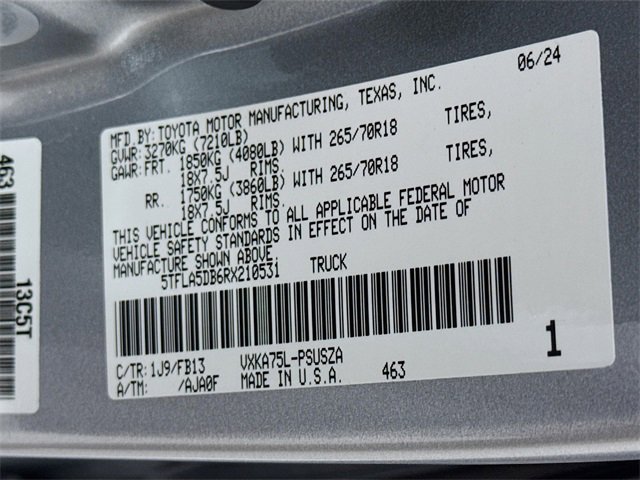 06/24
MFD BY: TOYOTA MOTOR MANUFACTURING, TEXAS, INC.
GVWR: 3270KG (7210LB)
GAWR: FRT. 1850KG (4080LB) WITH 265/70R18 TIRES,
18X7.5J RIMS.
RR. 1750KG (3860LB) WITH 265/70R18 TIRES,
18X7.5J RIMS.
THIS VEHICLE CONFORMS TO ALL APPLICABLE FEDERAL MOTOR
VEHICLE SAFETY STANDARDS IN EFFECT ON THE DATE OF
MANUFACTURE SHOWN ABOVE.
5TFLA5DB6RX210531 TRUCK
C/TR: 1J9/FB13 VXKA75L-PSUSZA
A/TM: /AJA0F MADE IN U.S.A. 463
1
463
13C5T